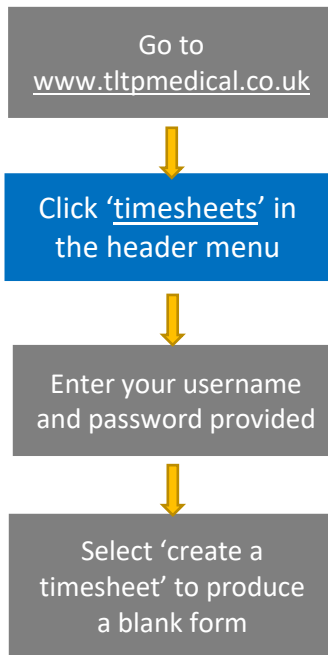 Go to
www.tltpmedical.co.uk
Click ‘timesheets’ in
the header menu
Enter your username
and password provided
Select ‘create a
timesheet’ to produce
a blank form